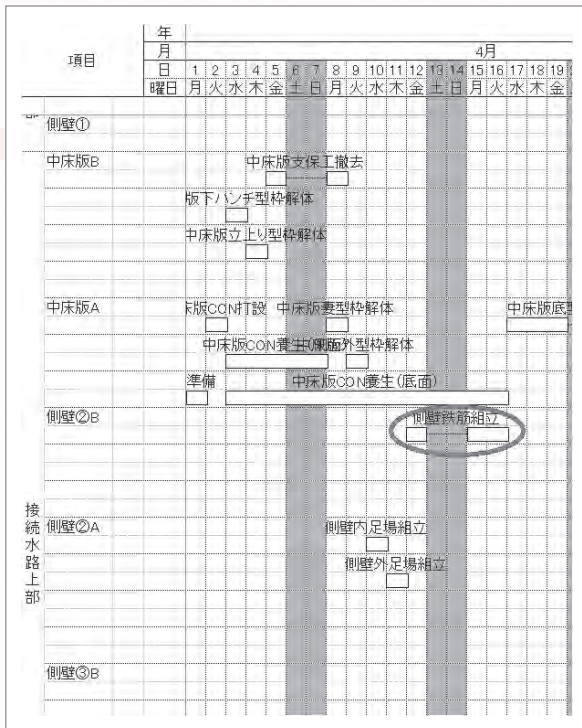 年
項目
月 4月
日 1 2 3 4 5 6 7 8 9 10 11 12 13 14 15 16 17 18 19
曜日 月 火 水 木 金 土 日 月 火 水 木 金 土 日 月 火 水 木 金
側壁①
中床版B 中床版支保工撤去
版下ハンチ型枠解体
中床版立上り型枠解体
中床版A 床版CON打設 中床版妻型枠解体 中床版底型
中床版CON養生(側面) 外型枠解体
準備 中床版CON養生(底面)
側壁②B 側壁鉄筋組立
接続水路上部
側壁②A 側壁内足場組立
側壁外足場組立
側壁③B